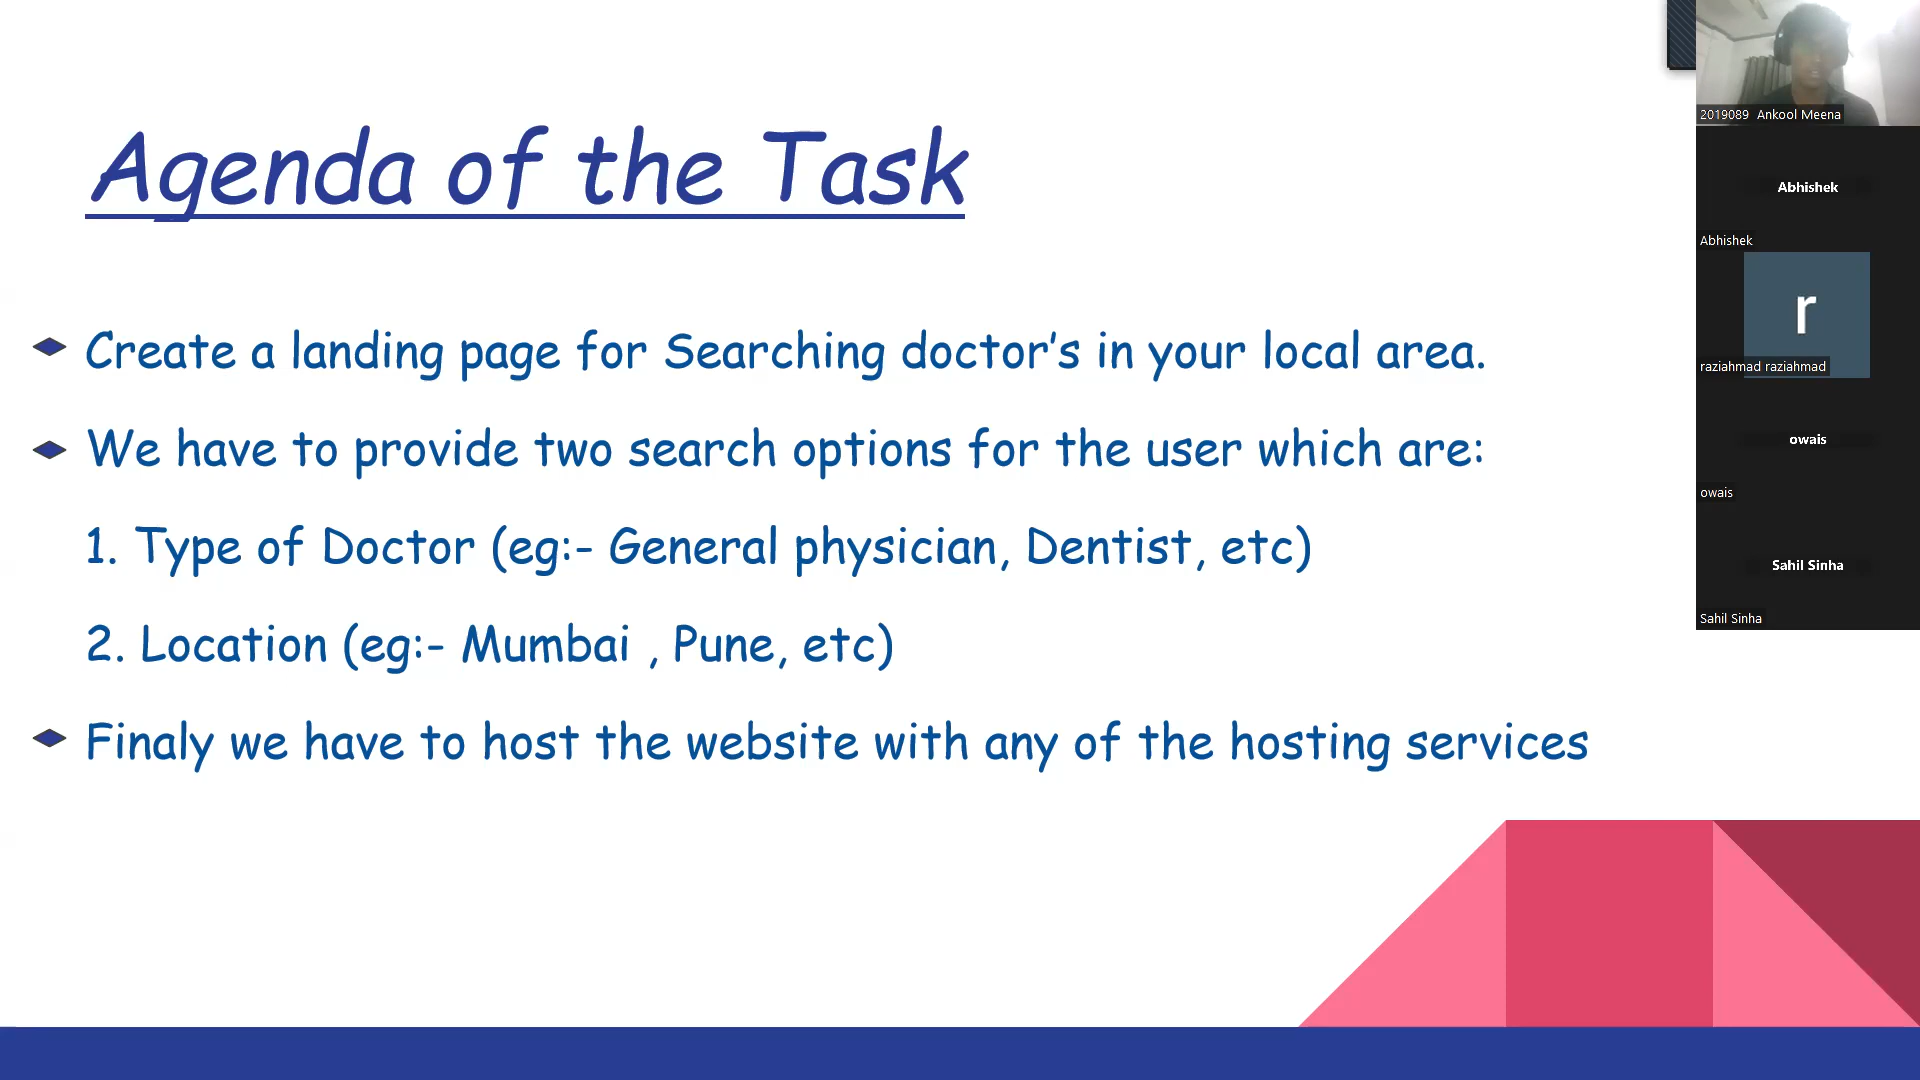 Agenda of the Task
Create a landing page for Searching doctor’s in your local area.
We have to provide two search options for the user which are:
1. Type of Doctor (eg:- General physician, Dentist, etc)
2. Location (eg:- Mumbai , Pune, etc)
Finaly we have to host the website with any of the hosting services
2019089 Ankool Meena
Abhishek
Abhishek
r
raziahmad raziahmad
owais
owais
Sahil Sinha
Sahil Sinha